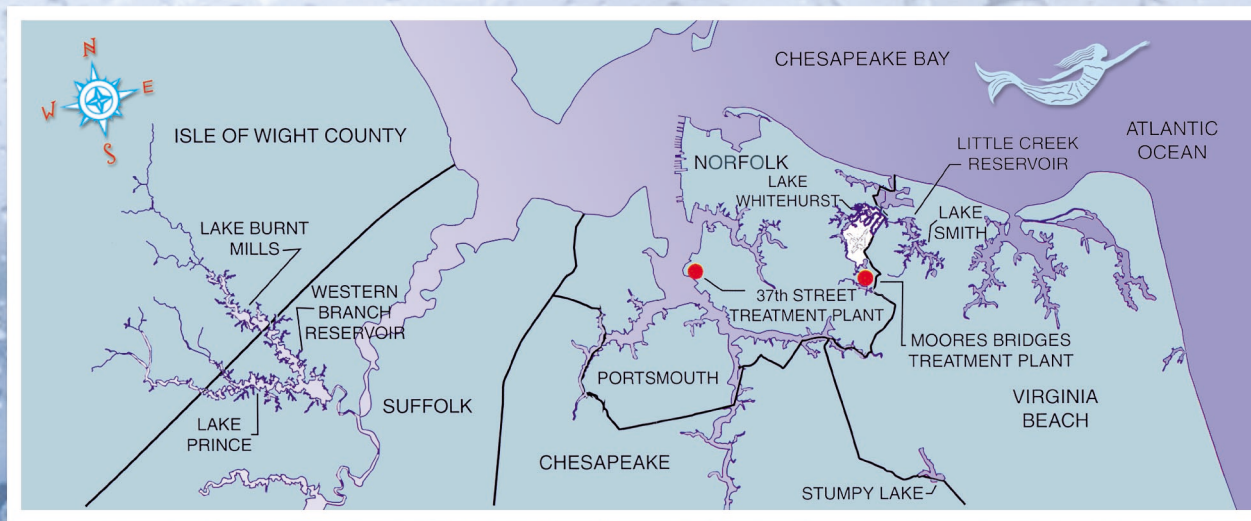 N
W
E
S
CHESAPEAKE BAY
ATLANTIC
OCEAN
ISLE OF WIGHT COUNTY
NORFOLK
LITTLE CREEK
RESERVOIR
LAKE
WHITEHURST
LAKE
SMITH
LAKE BURNT
MILLS
WESTERN
BRANCH
RESERVOIR
37th STREET
TREATMENT PLANT
MOORES BRIDGES
TREATMENT PLANT
PORTSMOUTH
SUFFOLK
VIRGINIA
BEACH
LAKE
PRINCE
CHESAPEAKE
STUMPY LAKE